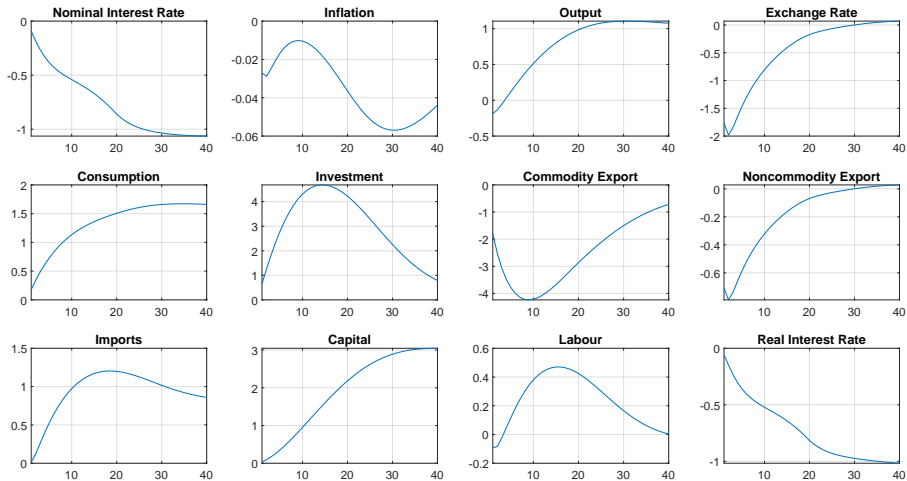 Nominal Interest Rate
0
-0.5
-1
10 20 30 40
Inflation
0
-0.02
-0.04
-0.06
10 20 30 40
Output
1
0.5
0
-0.5
10 20 30 40
Exchange Rate
0
-0.5
-1
-1.5
-2
10 20 30 40
Consumption
2
1.5
1
0.5
0
10 20 30 40
Investment
4
3
2
1
0
10 20 30 40
Commodity Export
0
-1
-2
-3
-4
10 20 30 40
Noncommodity Export
0
-0.2
-0.4
-0.6
10 20 30 40
Imports
1.5
1
0.5
0
10 20 30 40
Capital
3
2
1
0
10 20 30 40
Labour
0.6
0.4
0.2
0
-0.2
10 20 30 40
Real Interest Rate
0
-0.5
-1
10 20 30 40